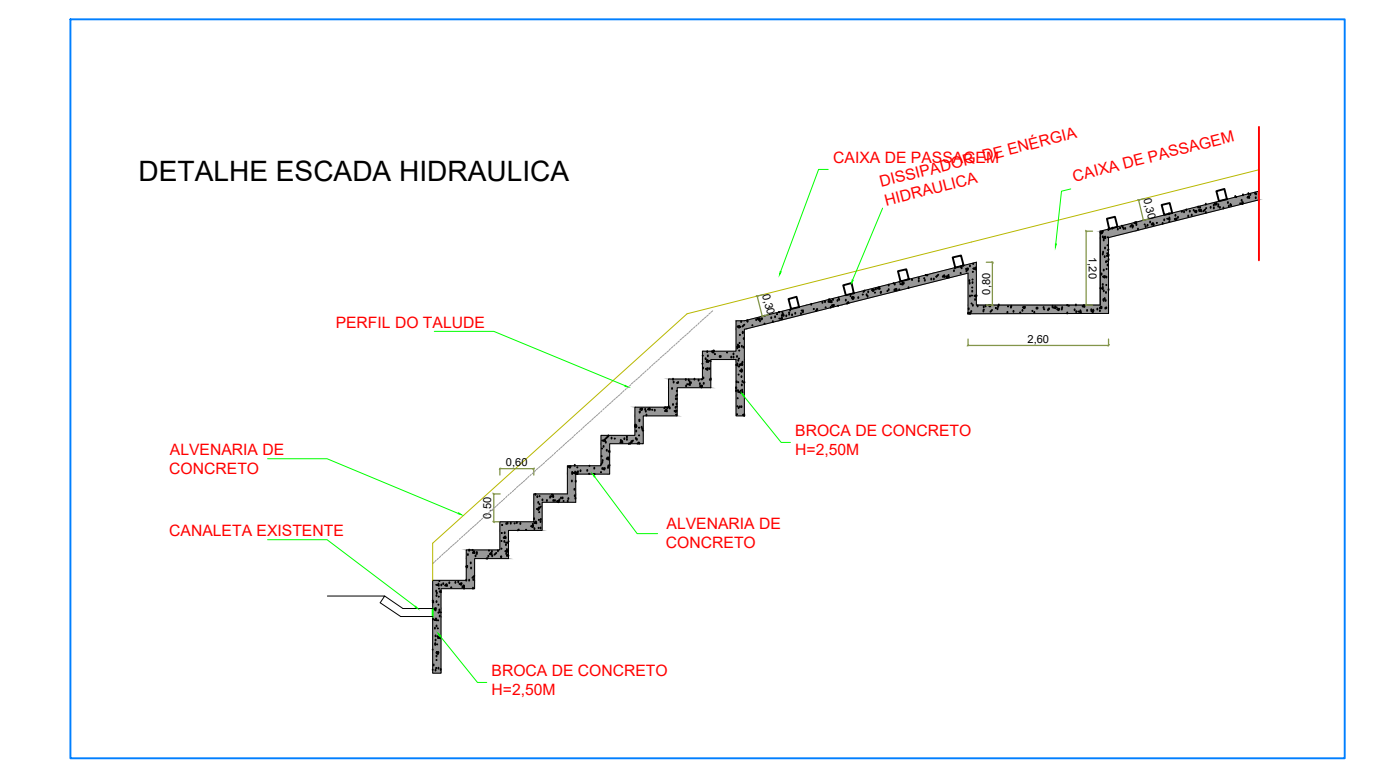 DETALHE ESCADA HIDRAULICA
CAIXA DE PASSAGEM
DISSIPADOR DE ENÉRGIA
HIDRAULICA
CAIXA DE PASSAGEM
0,30
1,20
0,80
0,30
2,60
PERFIL DO TALUDE
BROCA DE CONCRETO
H=2,50M
ALVENARIA DE
CONCRETO
0,60
0,50
CANALETA EXISTENTE
ALVENARIA DE
CONCRETO
BROCA DE CONCRETO
H=2,50M